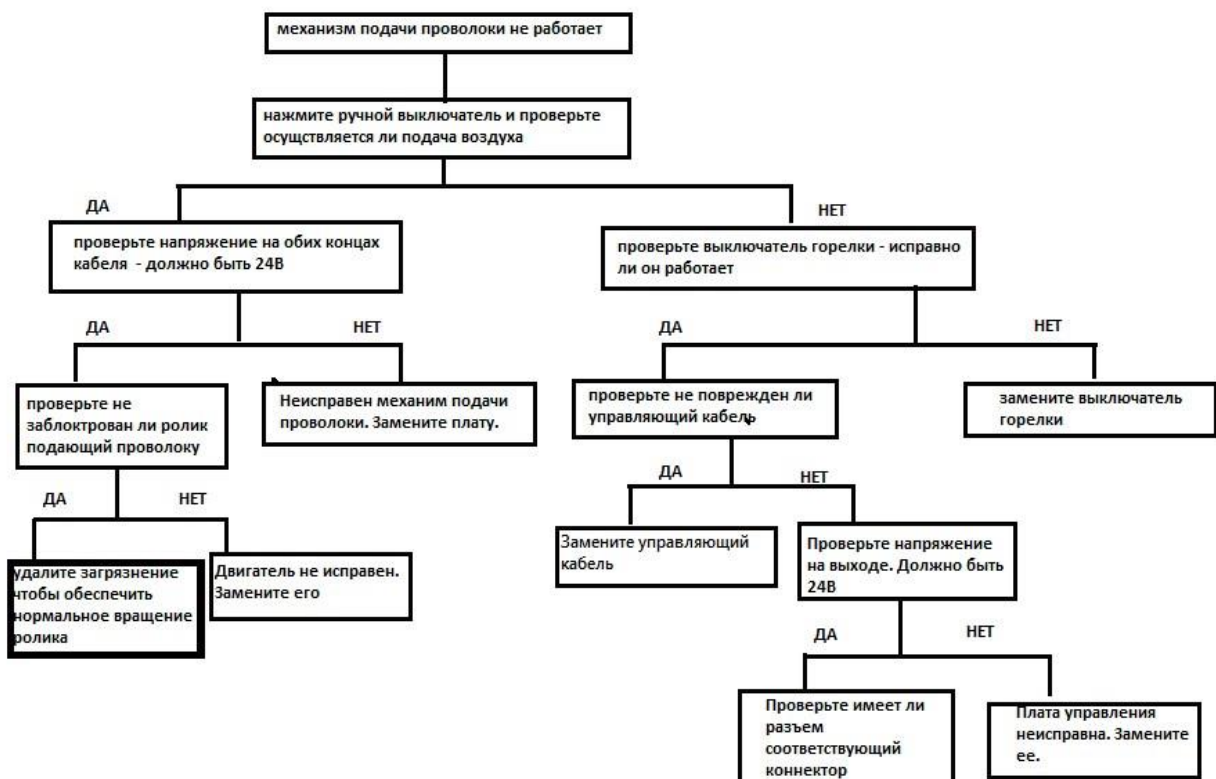 механизм подачи проволоки не работает
нажмите ручной выключатель и проверьте
осущствляется ли подача воздуха
ДА
НЕТ
проверьте напряжение на обих концах
кабеля - должно быть 24В
проверьте выключатель горелки - исправно
ли он работает
ДА
НЕТ
ДА
НЕТ
проверьте не
заблоктрован ли ролик
подающий проволоку
Неисправен механим подачи
проволоки. Замените плату.
проверьте не поврежден ли
управляющий кабель
замените выключатель
горелки
ДА
НЕТ
ДА
НЕТ
удалите загрязнение
чтобы обеспечить
нормальное вращение
ролика
Двигатель не исправен.
Замените его
Замените управляющий
кабель
Проверьте напряжение
на выходе. Должно быть
24В
ДА
НЕТ
Проверьте имеет ли
разъем
соответствующий
коннектор
Плата управления
неисправна. Замените
ее.